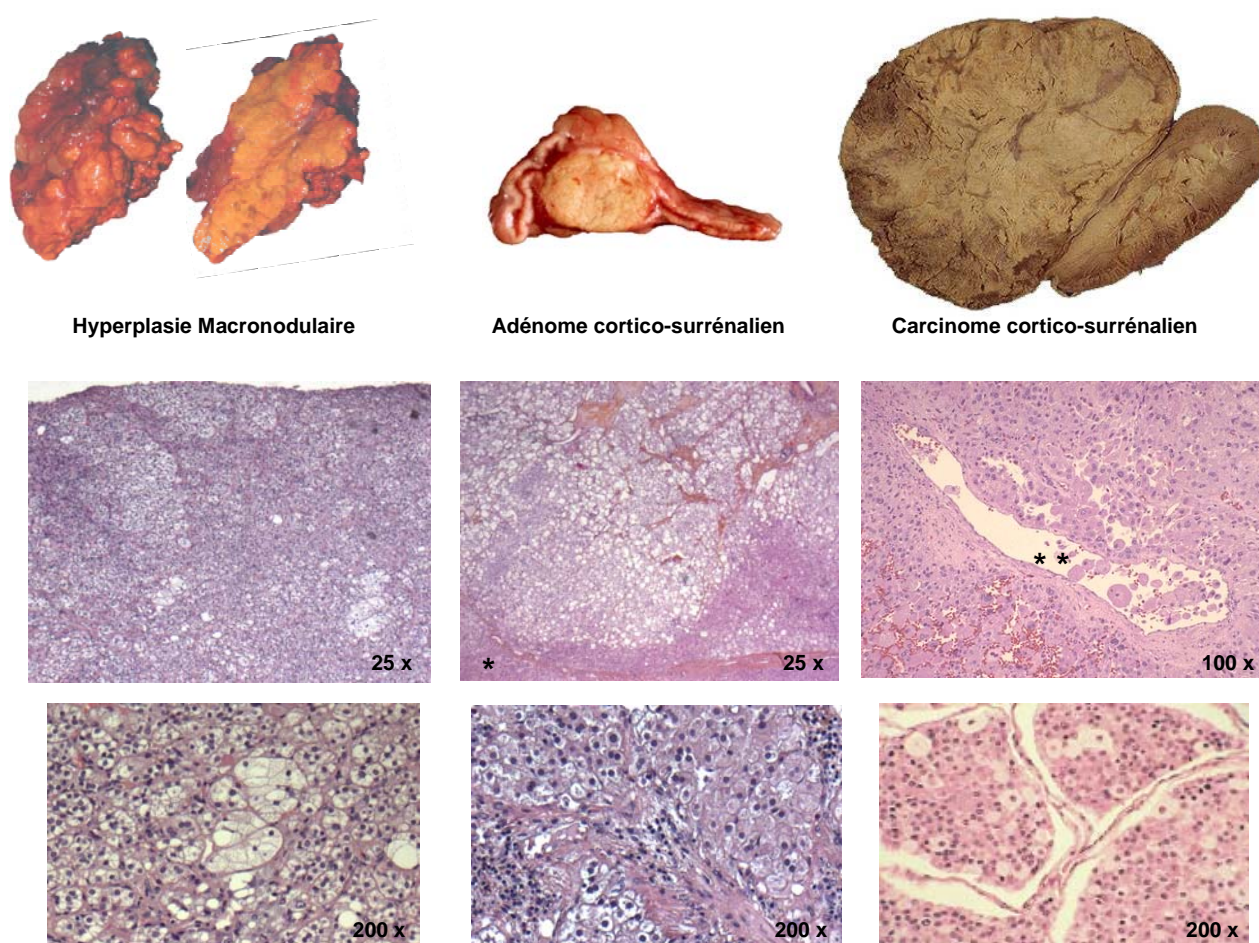 Hyperplasie Macronodulaire
Adénome cortico-surrénalien
Carcinome cortico-surrénalien
25 x
*
25 x
* *
100 x
200 x
200 x
200 x